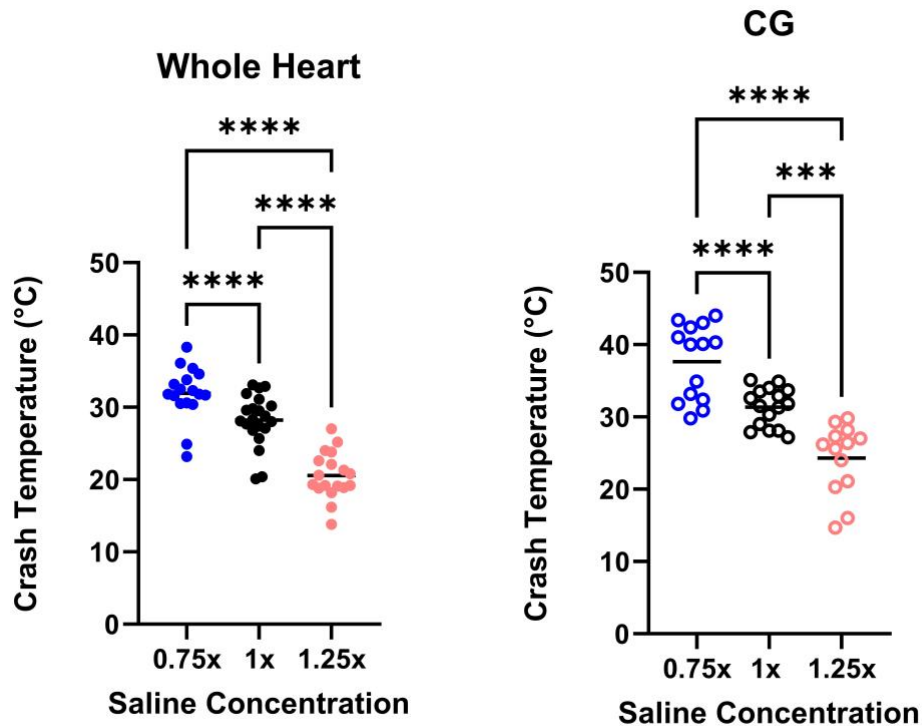 Whole Heart
****
****
****
Crash Temperature (°C)
50
40
30
20
10
0
0.75x 1x 1.25x
Saline Concentration
CG
****
***
****
Crash Temperature (°C)
50
40
30
20
10
0
0.75x 1x 1.25x
Saline Concentration